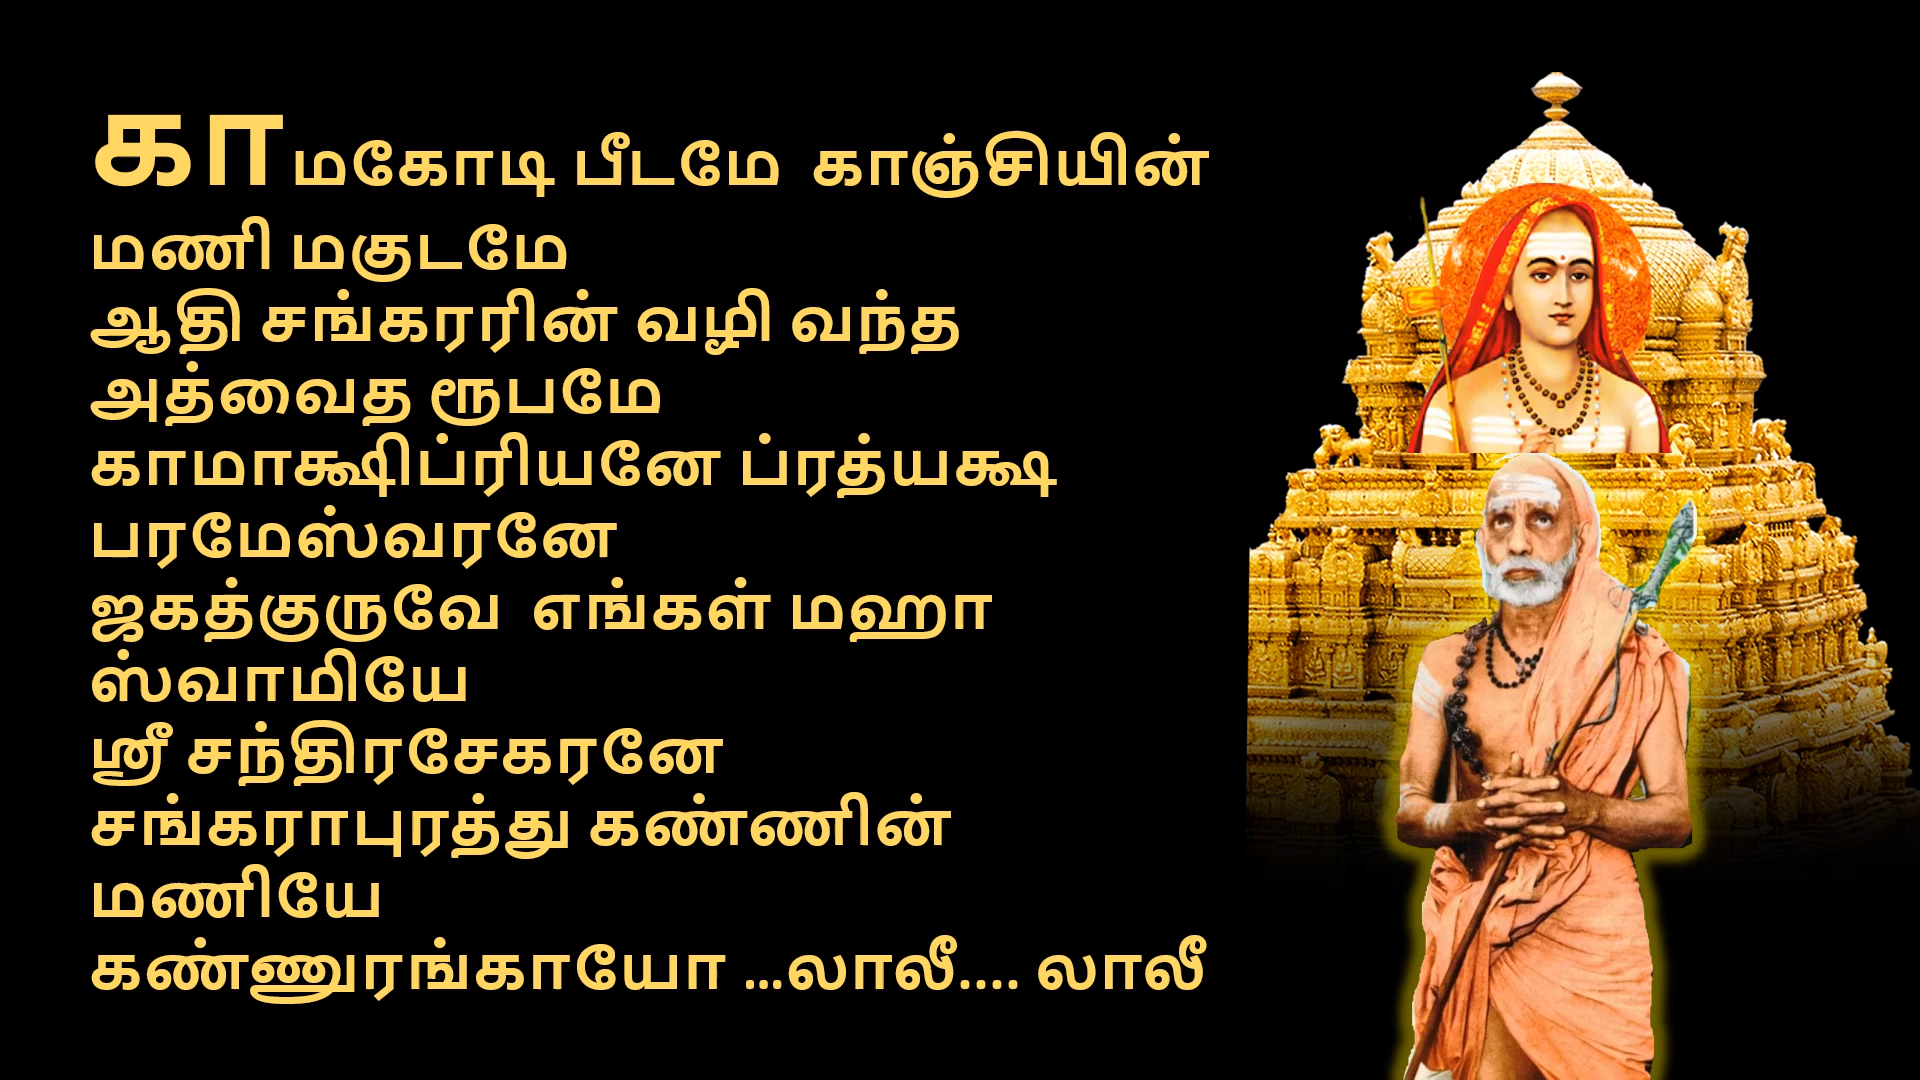 காமகோடி பீடமே காஞ்சியின்
மணி மகுடமே
ஆதி சங்கரரின் வழி வந்த
அத்வைத ரூபமே
காமாக்ஷிப்ரியனே ப்ரத்யக்ஷ
பரமேஸ்வரனே
ஜகத்குருவே எங்கள் மஹா
ஸ்வாமியே
ஸ்ரீ சந்திரசேகரனே
சங்கராபுரத்து கண்ணின்
மணியே
கண்ணுரங்காயோ ...லாலீ.... லாலீ